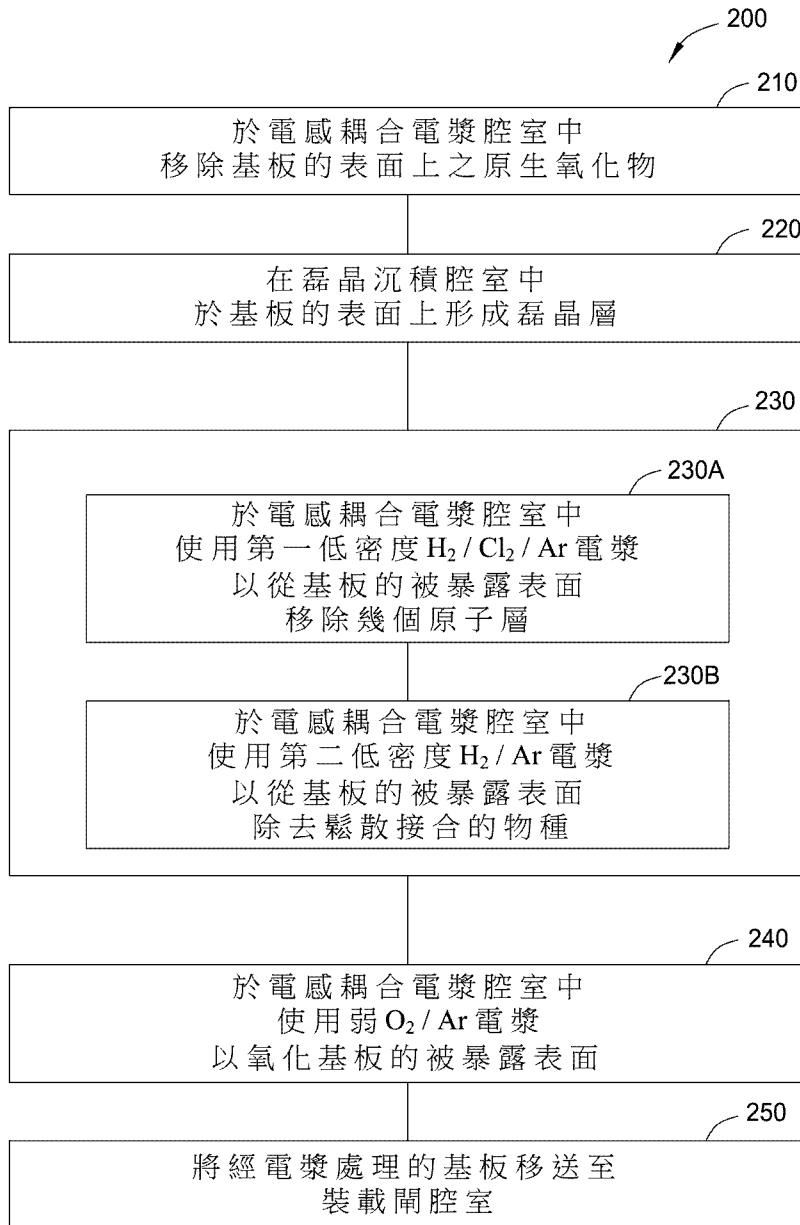 200
210
於電感耦合電漿腔室中
移除基板的表面上之原生氧化物
220
在磊晶沉積腔室中
於基板的表面上形成磊晶層
230
230A
於電感耦合電漿腔室中
使用第一低密度H₂ / Cl₂ / Ar電漿
以從基板的被暴露表面
移除幾個原子層
230B
於電感耦合電漿腔室中
使用第二低密度H₂ / Ar電漿
以從基板的被暴露表面
除去鬆散接合的物種
240
於電感耦合電漿腔室中
使用弱O₂ / Ar電漿
以氧化基板的被暴露表面
250
將經電漿處理的基板移送至
裝載閘腔室